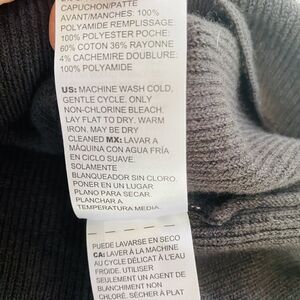 CAPUCHON/PATTE
AVANT/MANCHES: 100%
POLYAMIDE REMPLISSAGE
100% POLYESTER POCHE:
60% COTON 36% RAYONNE
4% CACHEMIRE DOUBLURE:
100% POLYAMIDE
US: MACHINE WASH COLD,
GENTLE CYCLE. ONLY
NON-CHLORINE BLEACH.
LAY FLAT TO DRY. WARM
IRON. MAY BE DRY
CLEANED MX: LAVAR A
MÁQUINA CON AGUA FRÍA
EN CICLO SUAVE.
SOLAMENTE
BLANQUEADOR SIN CLORO.
PONER EN UN LUGAR
PLANO PARA SECAR.
PLANCHAR A
TEMPERATURA MEDIA.
PUEDE LAVARSE EN SECO
CA: LAVER À LA MACHINE
AU CYCLE DÉLICAT À L'EAU
FROIDE. UTILISER
SEULEMENT UN AGENT DE
BLANCHIMENT NON
CHLORÉ. SÉCHER À PLAT